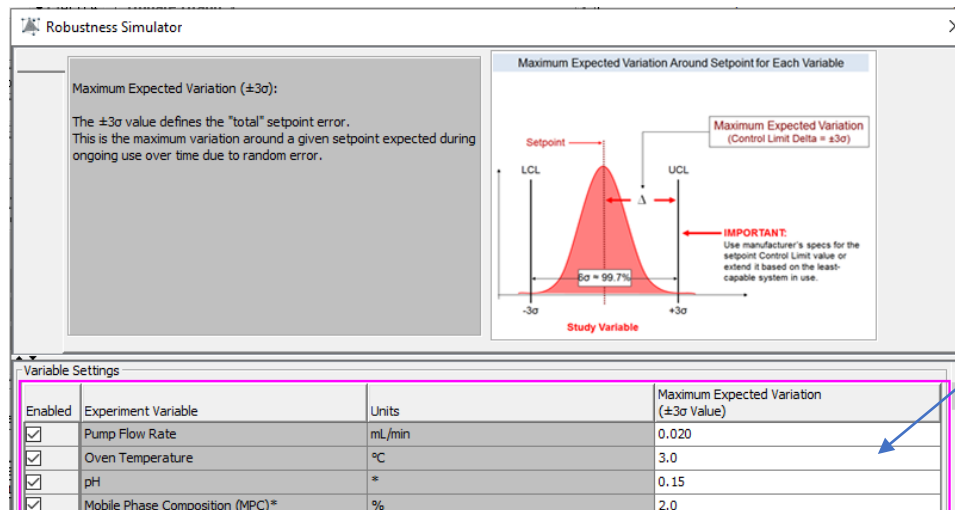 Robustness Simulator
Maximum Expected Variation (±3σ):
The ±3σ value defines the "total" setpoint error.
This is the maximum variation around a given setpoint expected during
ongoing use over time due to random error.
Maximum Expected Variation Around Setpoint for Each Variable
Maximum Expected Variation
(Control Limit Delta = ±3σ)
Setpoint
LCL
UCL
Δ
IMPORTANT:
Use manufacturer's specs for the
setpoint Control Limit value or
extend it based on the least-
capable system in use.
6σ ≈ 99.7%
-3σ
+3σ
Study Variable
Variable Settings
Enabled Experiment Variable Units Maximum Expected Variation
(±3σ Value)
Pump Flow Rate mL/min 0.020
Oven Temperature °C 3.0
pH * 0.15
Mobile Phase Composition (MPC)* % 2.0